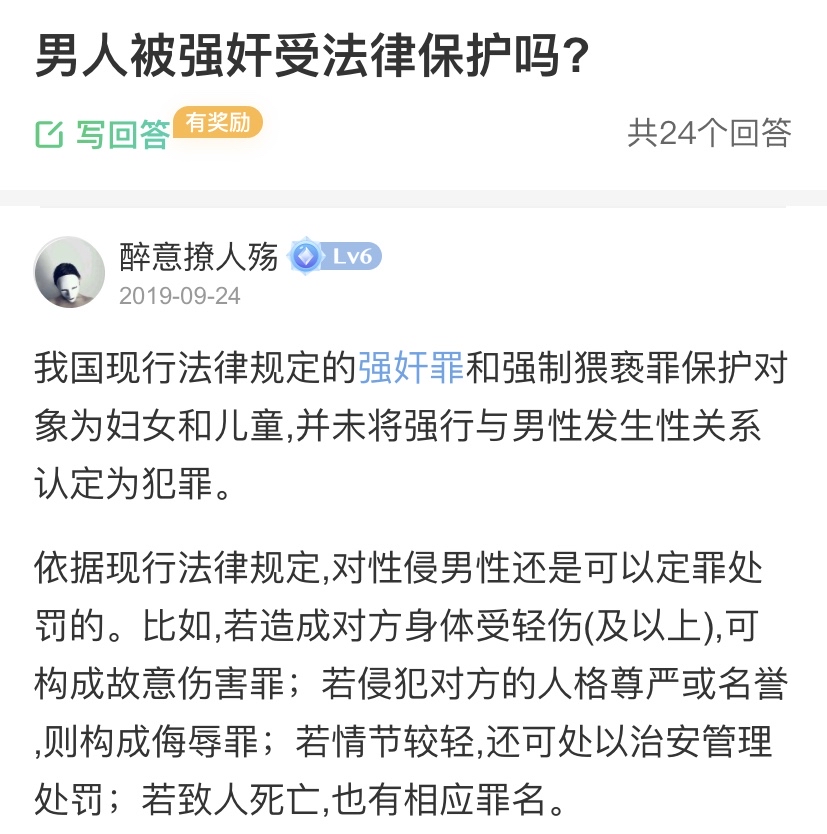 男人被强奸受法律保护吗?
写回答
有奖励
共24个回答
醉意撩人殇
Lv6
2019-09-24
我国现行法律规定的强奸罪和强制猥亵罪保护对
象为妇女和儿童,并未将强行与男性发生性关系
认定为犯罪。
依据现行法律规定,对性侵男性还是可以定罪处
罚的。比如,若造成对方身体受轻伤(及以上),可
构成故意伤害罪；若侵犯对方的人格尊严或名誉
,则构成侮辱罪；若情节较轻,还可处以治安管理
处罚；若致人死亡,也有相应罪名。